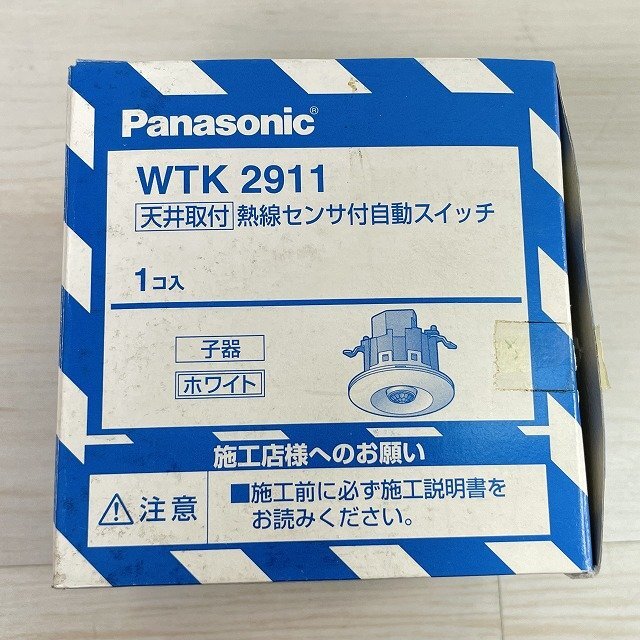 Panasonic®
WTK 2911
天井取付 熱線センサ付自動スイッチ
1コ入
子器
ホワイト
施工店様へのお願い
注意
■施工前に必ず施工説明書を
お読みください。